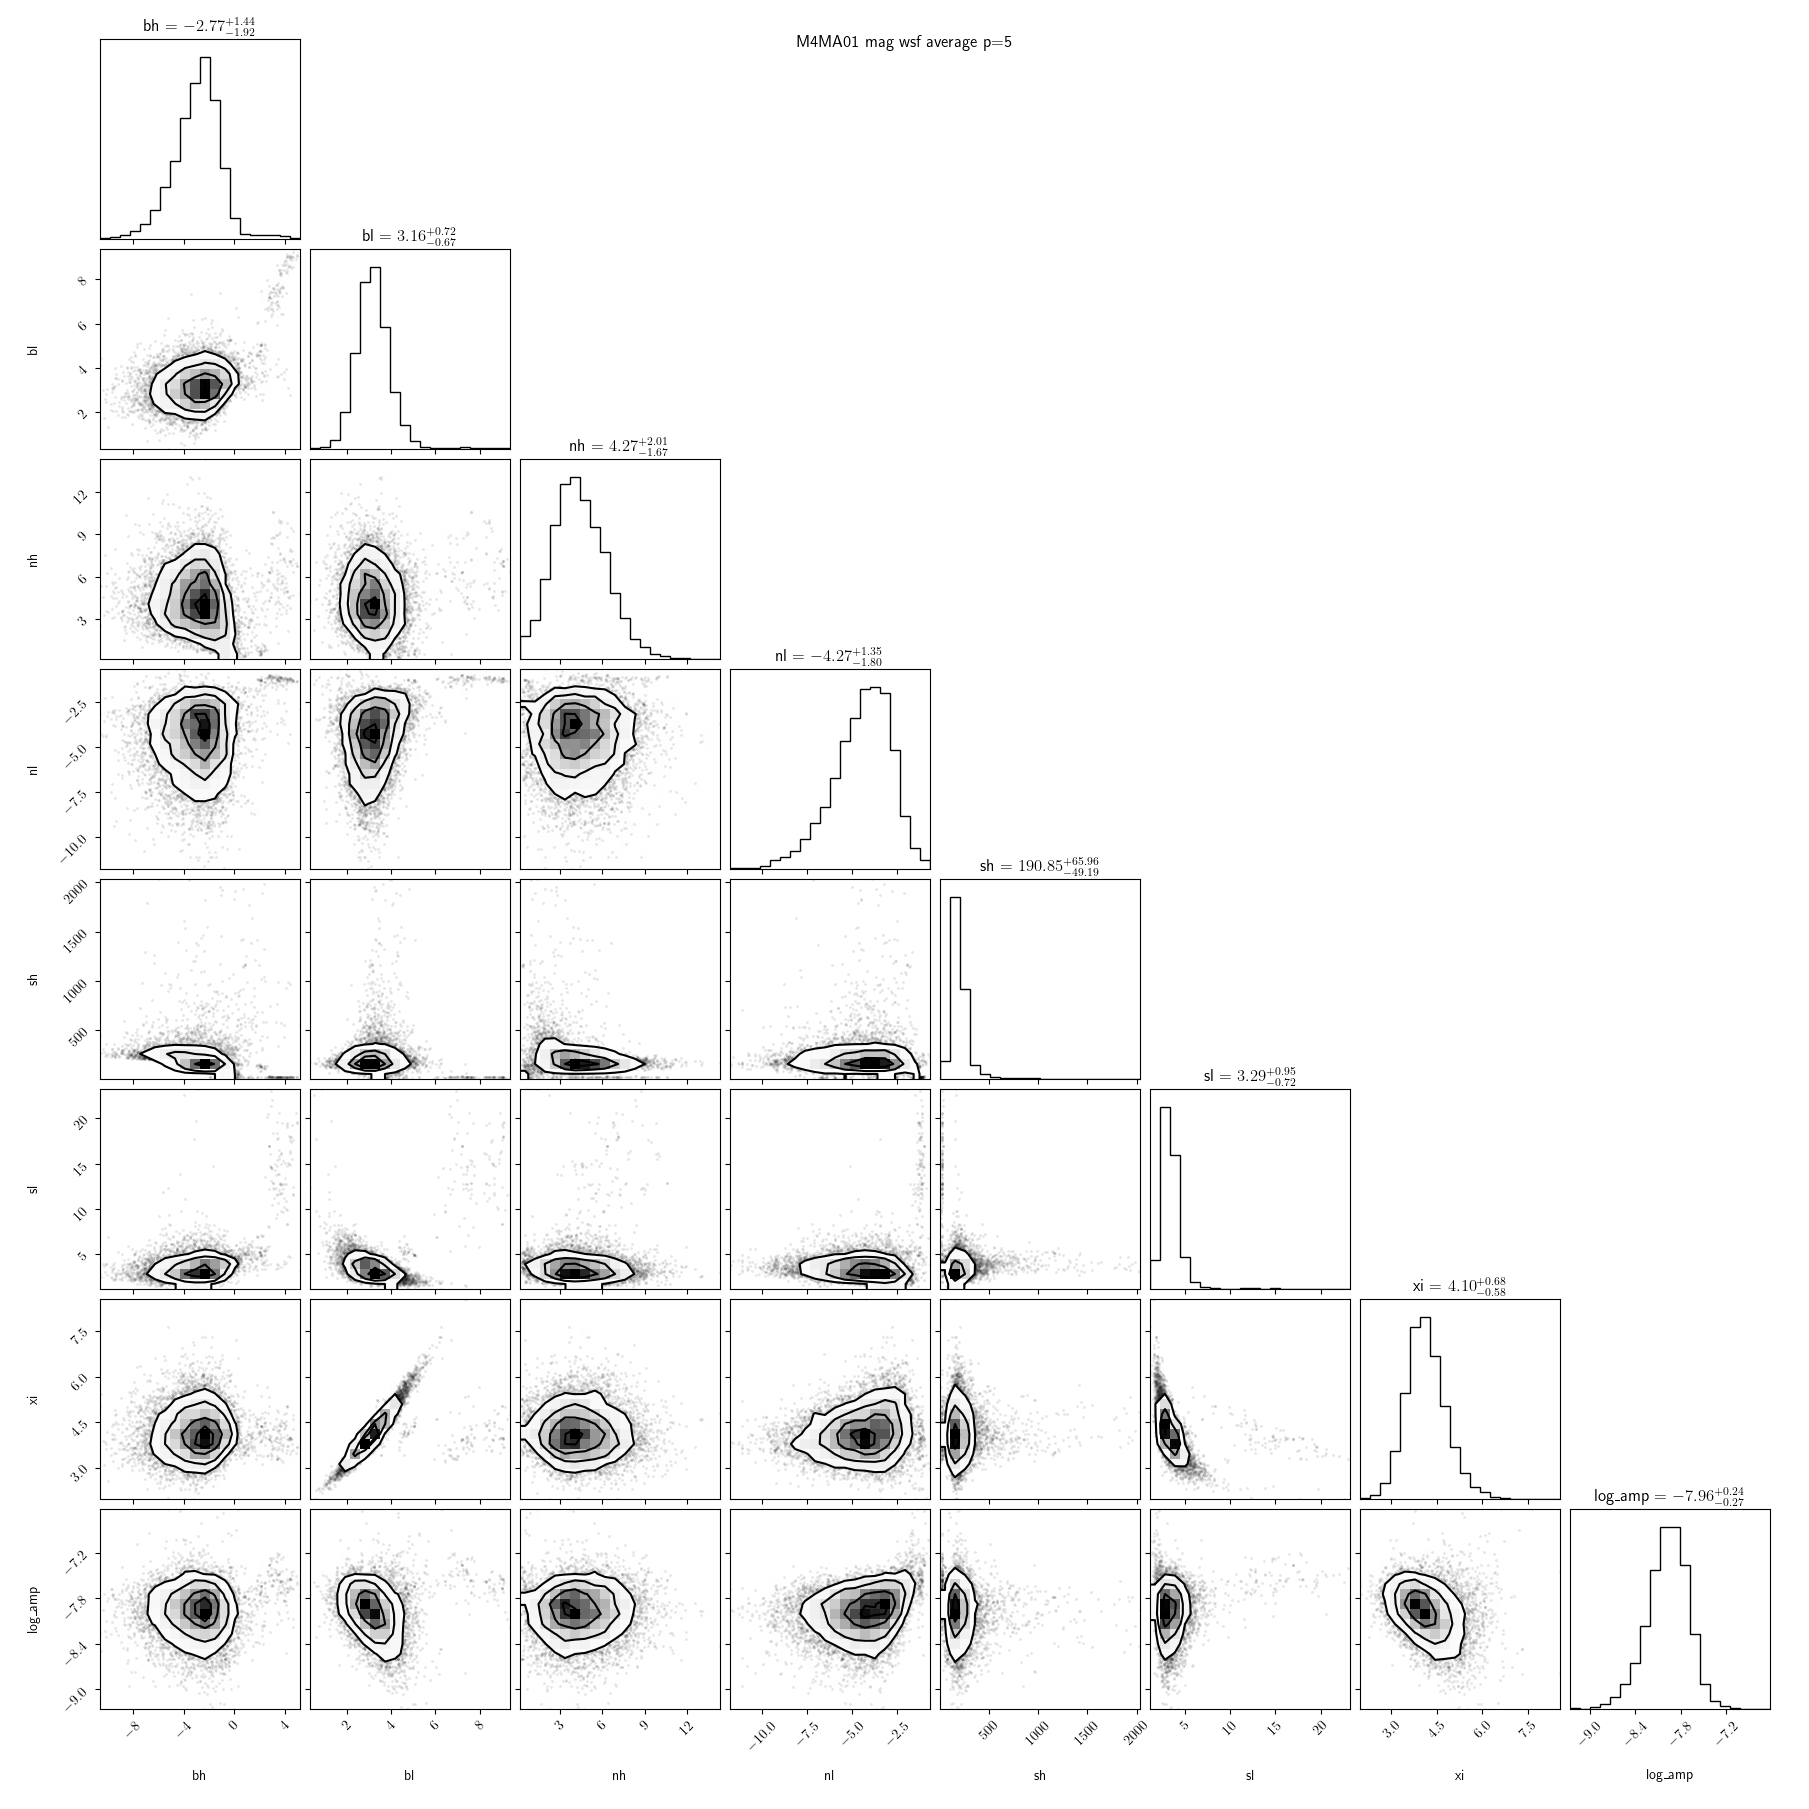 M4MA01 mag wsf average p=5
bh = −2.77 +1.44 −1.92
bl = 3.16 +0.72 −0.67
8
6
4
2
bl
nh = 4.27 +2.01 −1.67
12
9
6
3
nh
nl = −4.27 +1.35 −1.80
−2.5
−5.0
−7.5
−10.0
nl
sh = 190.85 +65.96 −49.19
2000
1500
1000
500
sh
sl = 3.29 +0.95 −0.72
20
15
10
5
sl
xi = 4.10 +0.68 −0.58
7.5
6.0
4.5
3.0
xi
log_amp = −7.96 +0.24 −0.27
−7.2
−7.8
−8.4
−9.0
log_amp
−8 −4 0 4 2 4 6 8 3 6 9 12 −10.0 −7.5 −5.0 −2.5 500 1000 1500 2000 5 10 15 20 3.0 4.5 6.0 7.5 −9.0 −8.4 −7.8 −7.2
bh bl nh nl sh sl xi log_amp